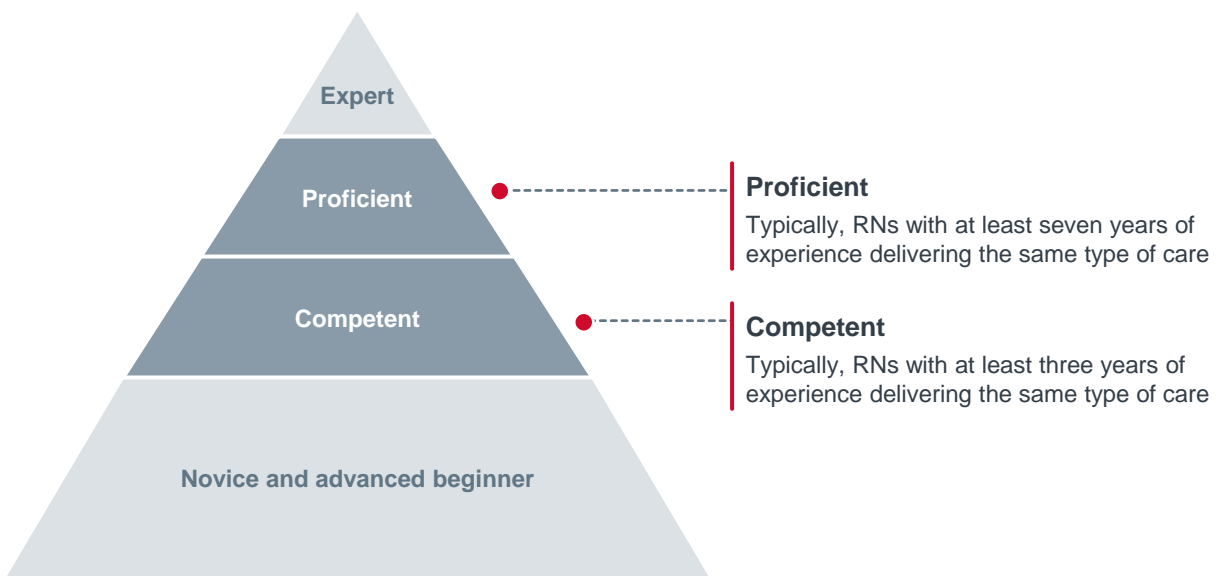 Expert
Proficient
Competent
Novice and advanced beginner
Proficient
Typically, RNs with at least seven years of
experience delivering the same type of care
Competent
Typically, RNs with at least three years of
experience delivering the same type of care